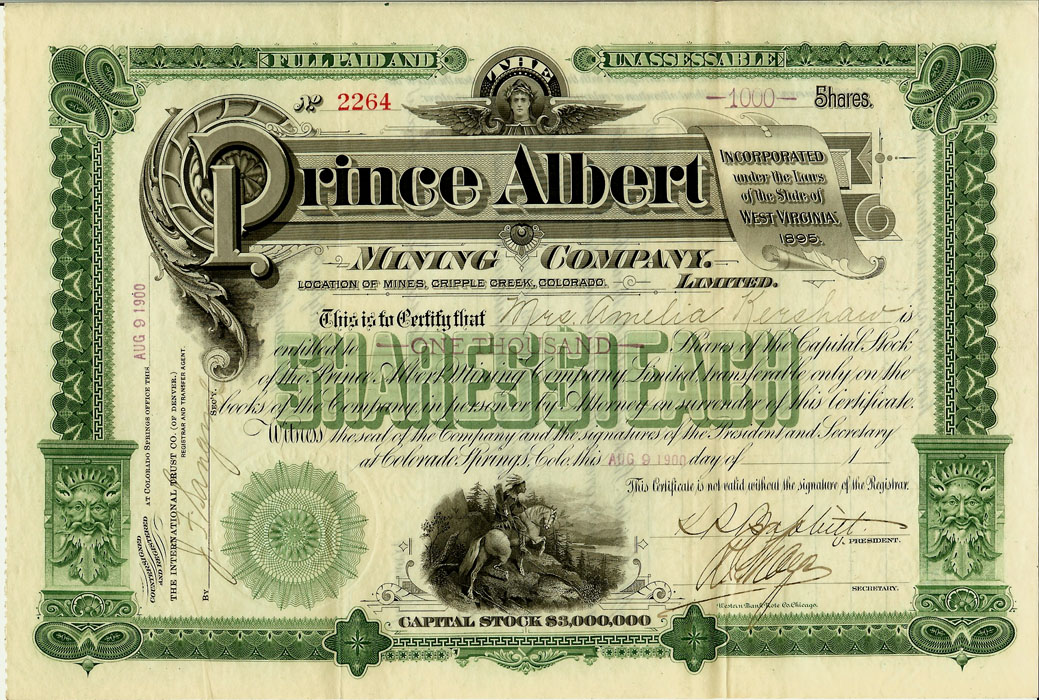 FULL PAID AND UNASSESSABLE
No 2264
THE
1000 Shares.
Prince Albert
INCORPORATED
under the Laws
of the State of
WEST VIRGINIA.
1895.
MINING COMPANY.
LIMITED.
LOCATION OF MINES, CRIPPLE CREEK, COLORADO.
This is to Certify that Mrs. Amelia Kershaw is
entitled to ONE THOUSAND Shares of the Capital Stock
of the Prince Albert Mining Company, Limited, transferable only on the
books of the Company, in person or by Attorney on surrender of this Certificate.
Witness the seal of the Company and the signatures of the President and Secretary
at Colorado Springs, Colo. this AUG 9 1900 day of 1
SHARES $1 EACH
This Certificate is not valid without the signature of the Registrar.
PRESIDENT.
SECRETARY.
Western Bank Note Co. Chicago.
CAPITAL STOCK $3,000,000
COUNTERSIGNED
AND REGISTERED
AT COLORADO SPRINGS OFFICE THIS AUG 9 1900
THE INTERNATIONAL TRUST CO. (OF DENVER.)
REGISTRAR AND TRANSFER AGENT.
By SEC'Y.